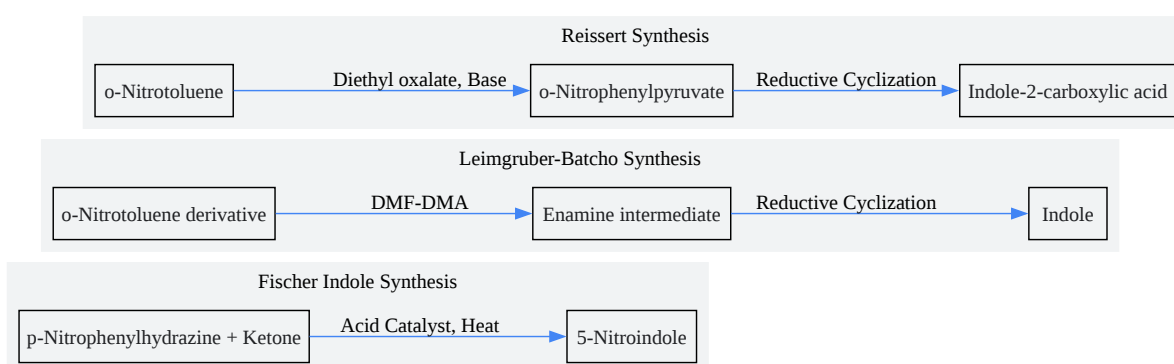 Reissert Synthesis
o-Nitrotoluene
Diethyl oxalate, Base
o-Nitrophenylpyruvate
Reductive Cyclization
Indole-2-carboxylic acid
Leimgruber-Batcho Synthesis
o-Nitrotoluene derivative
DMF-DMA
Enamine intermediate
Reductive Cyclization
Indole
Fischer Indole Synthesis
p-Nitrophenylhydrazine + Ketone
Acid Catalyst, Heat
5-Nitroindole